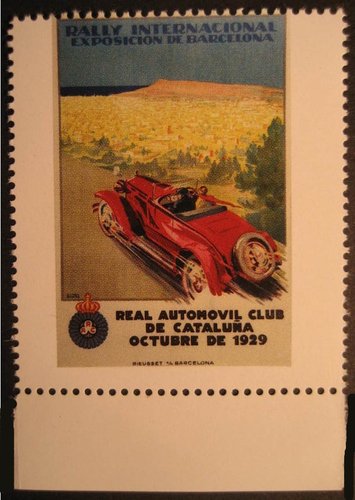 RALLY INTERNACIONAL
EXPOSICION DE BARCELONA
REAL AUTOMOVIL CLUB
DE CATALUÑA
OCTUBRE DE 1929
RIEUSSET S/A BARCELONA